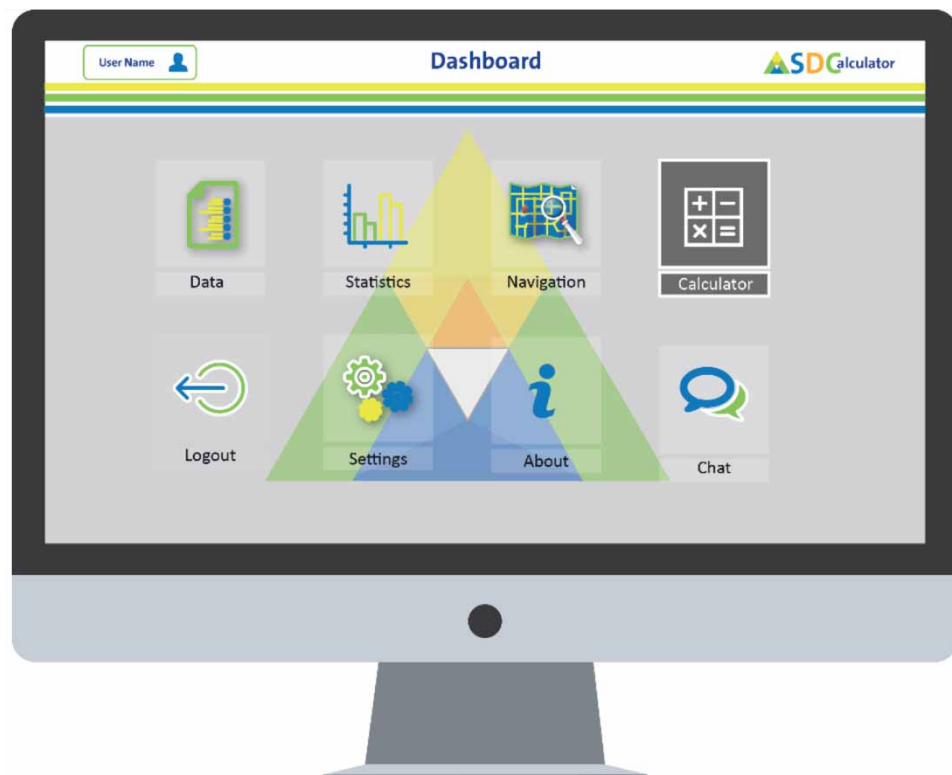 User Name
Dashboard
SDCalculator
Data
Statistics
Navigation
Calculator
Logout
Settings
About
Chat